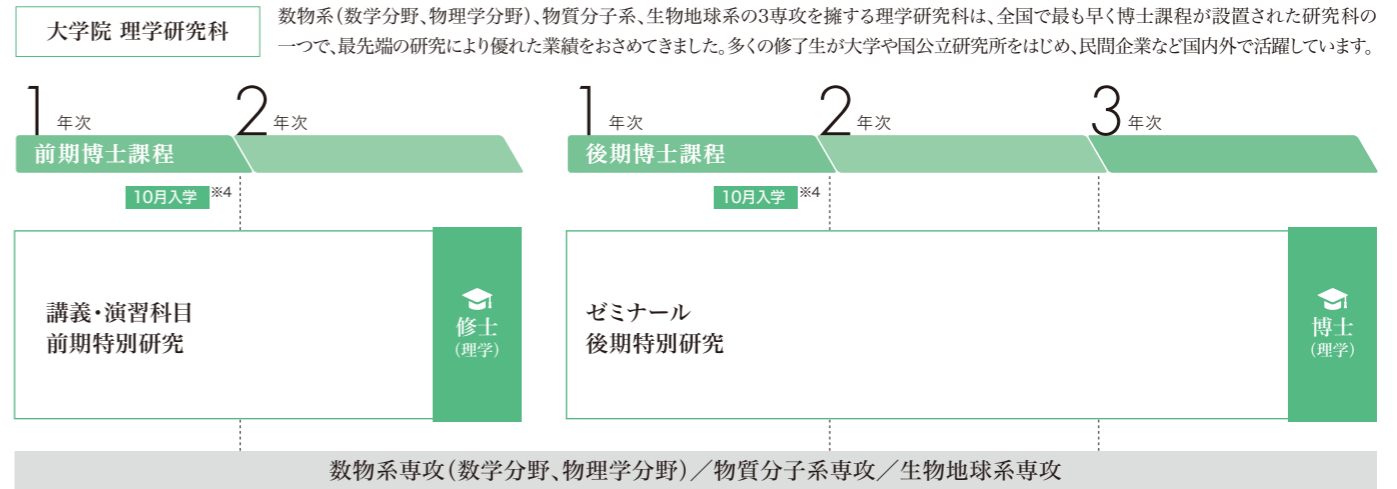 大学院 理学研究科
数物系(数学分野、物理学分野)、物質分子系、生物地球系の3専攻を擁する理学研究科は、全国で最も早く博士課程が設置された研究科の
一つで、最先端の研究により優れた業績をおさめてきました。多くの修了生が大学や国公立研究所をはじめ、民間企業など国内外で活躍しています。
1年次 2年次
前期博士課程
10月入学 ※4
講義・演習科目
前期特別研究
修士
(理学)
1年次 2年次 3年次
後期博士課程
10月入学 ※4
ゼミナール
後期特別研究
博士
(理学)
数物系専攻(数学分野、物理学分野)/物質分子系専攻/生物地球系専攻